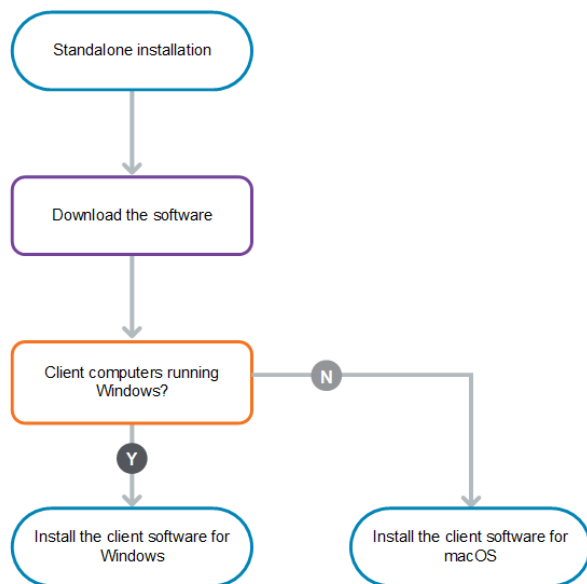 Standalone installation
Download the software
Client computers running
Windows?
N
Y
Install the client software for
Windows
Install the client software for
macOS